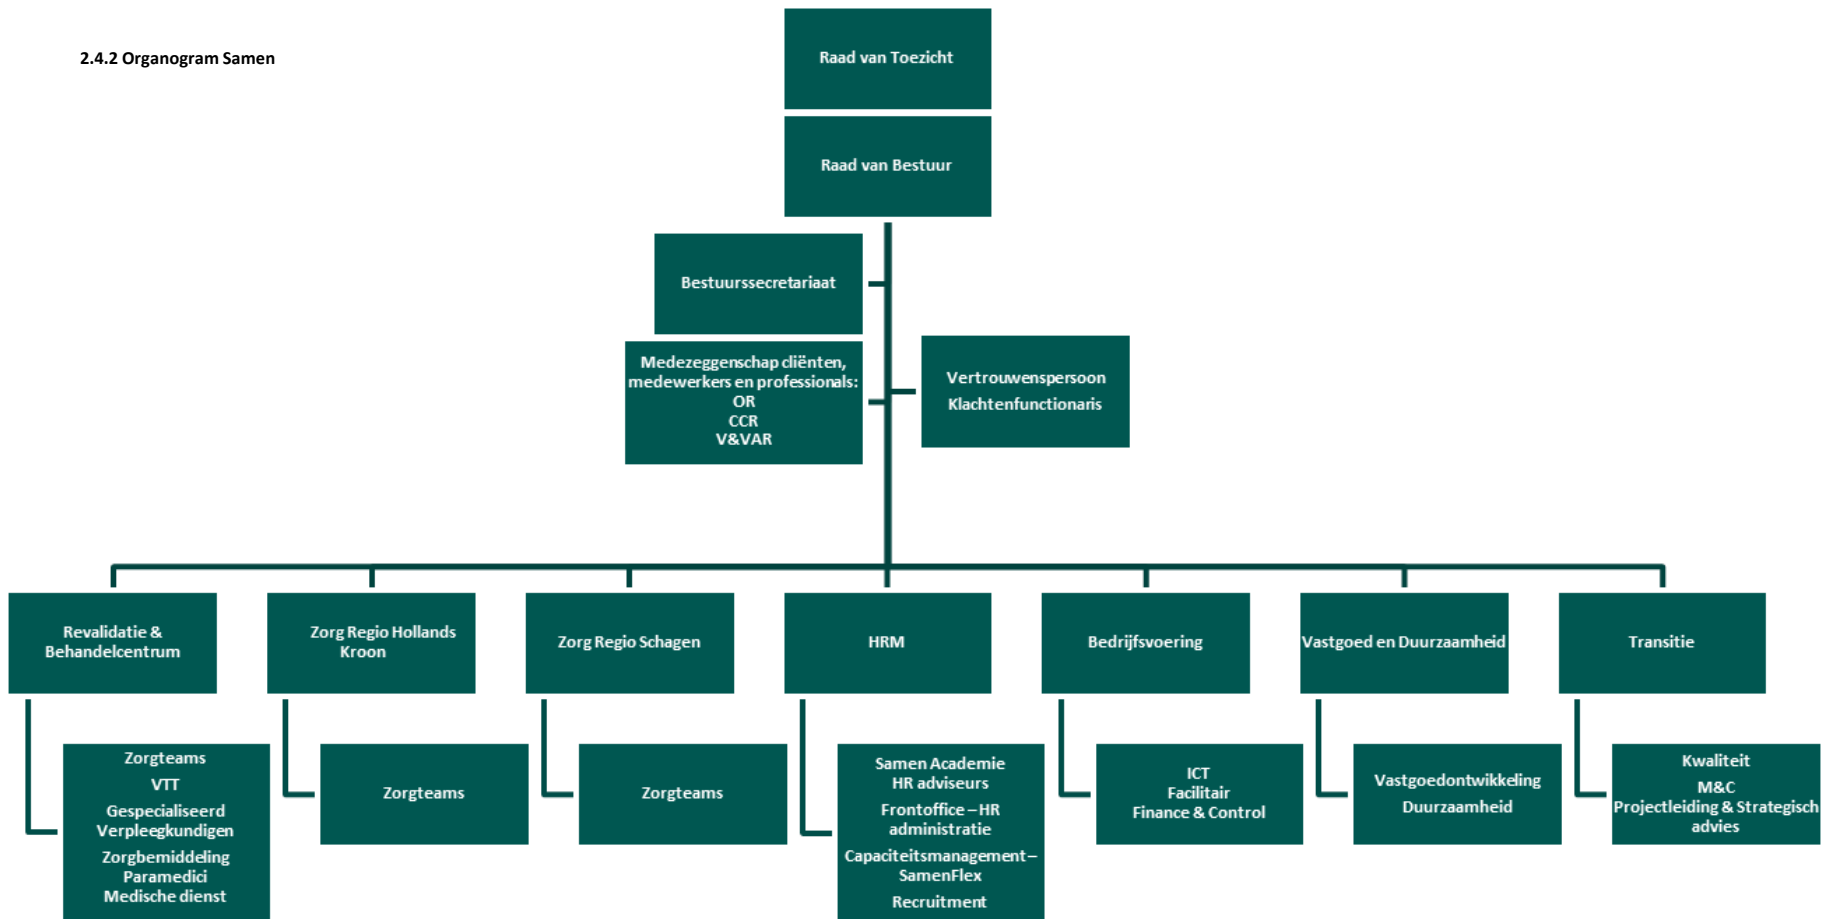 2.4.2 Organogram Samen
Raad van Toezicht
Raad van Bestuur
Bestuurssecretariaat
Medezeggenschap cliënten,
medewerkers en professionals:
OR
CCR
V&VAR
Vertrouwenspersoon
Klachtenfunctionaris
Revalidatie &
Behandelcentrum
Zorg Regio Hollands
Kroon
Zorg Regio Schagen
HRM
Bedrijfsvoering
Vastgoed en Duurzaamheid
Transitie
Zorgteams
VTT
Gespecialiseerd
Verpleegkundigen
Zorgbemiddeling
Paramedici
Medische dienst
Zorgteams
Zorgteams
Samen Academie
HR adviseurs
Frontoffice – HR
administratie
Capaciteitsmanagement –
SamenFlex
Recruitment
ICT
Facilitair
Finance & Control
Vastgoedontwikkeling
Duurzaamheid
Kwaliteit
M&C
Projectleiding & Strategisch
advies